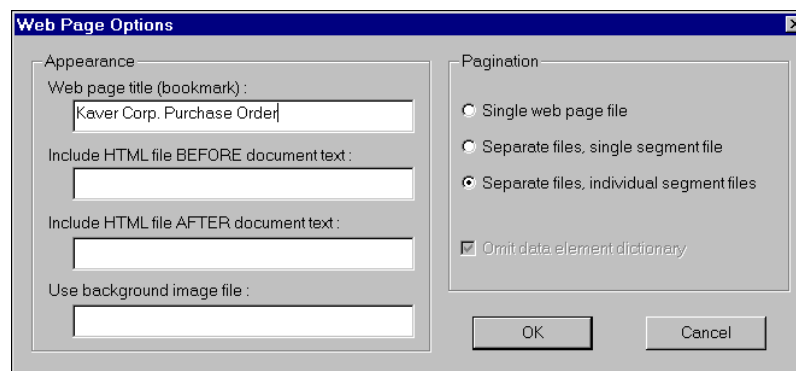 Web Page Options
Appearance
Web page title (bookmark) :
Kaver Corp. Purchase Order
Include HTML file BEFORE document text :
Include HTML file AFTER document text :
Use background image file :
Pagination
Single web page file
Separate files, single segment file
Separate files, individual segment files
Omit data element dictionary
OK
Cancel